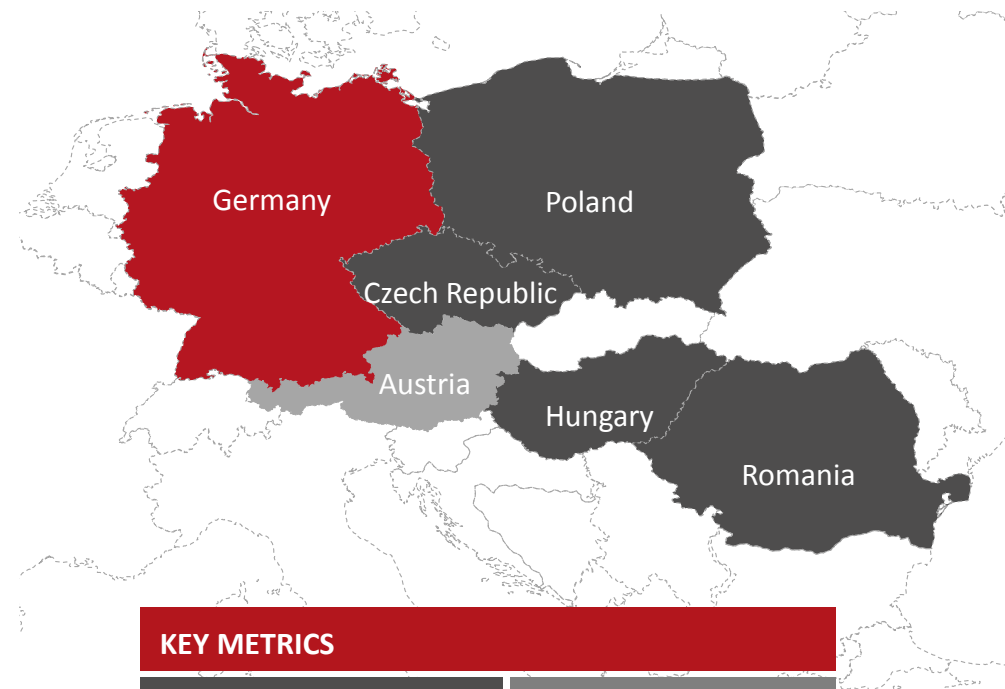 Germany
Poland
Czech Republic
Austria
Hungary
Romania
KEY METRICS